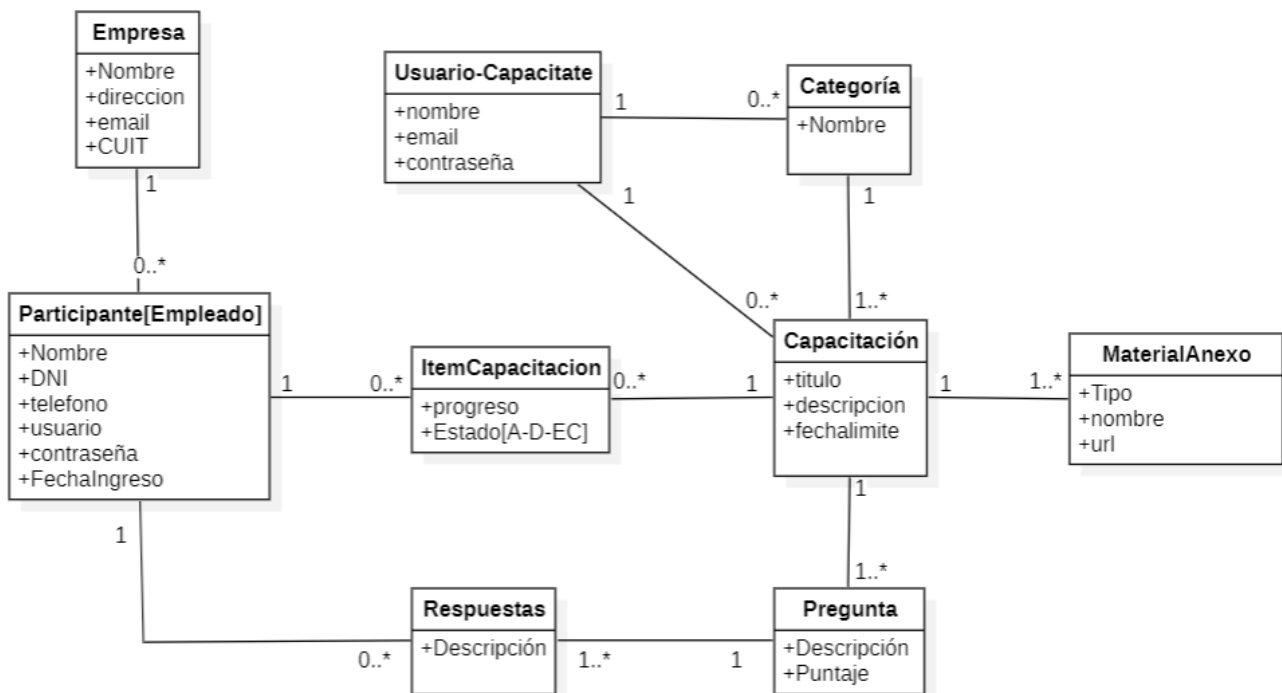 Empresa
+Nombre
+direccion
+email
+CUIT
1
0..*
Usuario-Capacitate
+nombre
+email
+contraseña
1
0..*
Categoría
+Nombre
1
1
0..*
1..*
Participante[Empleado]
+Nombre
+DNI
+telefono
+usuario
+contraseña
+FechaIngreso
1
0..*
ItemCapacitacion
+progreso
+Estado[A-D-EC]
0..*
1
Capacitación
+titulo
+descripcion
+fechalimite
1
1..*
MaterialAnexo
+Tipo
+nombre
+url
1
1
1..*
Respuestas
+Descripción
0..*
1..*
1
Pregunta
+Descripción
+Puntaje